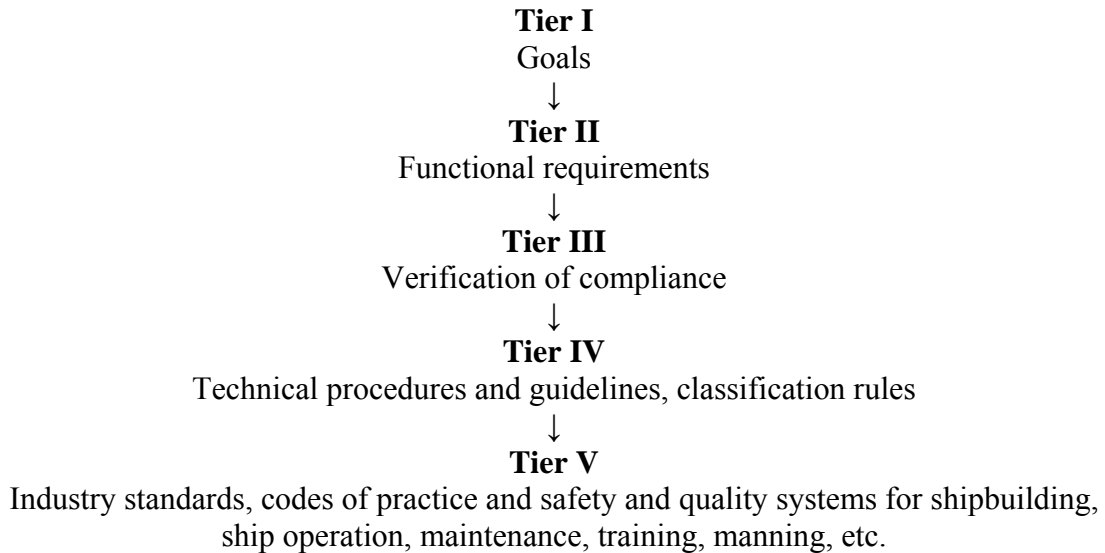 Tier I
Goals
↓
Tier II
Functional requirements
↓
Tier III
Verification of compliance
↓
Tier IV
Technical procedures and guidelines, classification rules
↓
Tier V
Industry standards, codes of practice and safety and quality systems for shipbuilding,
ship operation, maintenance, training, manning, etc.